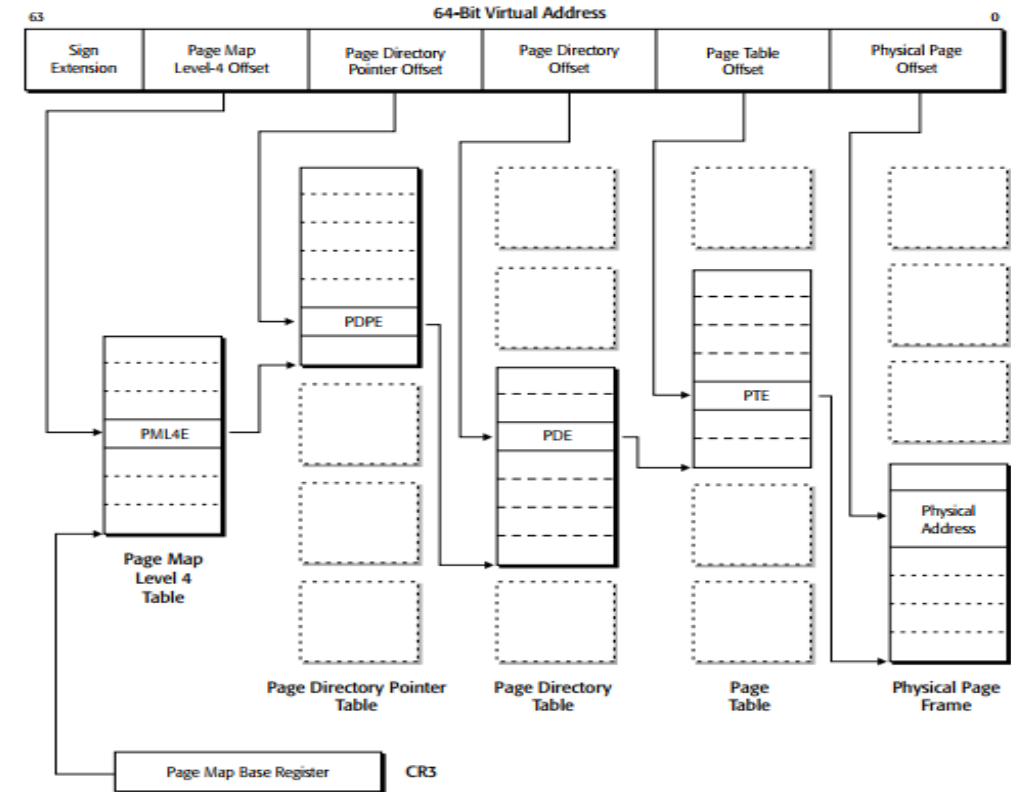 64-Bit Virtual Address
63
0
Sign
Extension
Page Map
Level-4 Offset
Page Directory
Pointer Offset
Page Directory
Offset
Page Table
Offset
Physical Page
Offset
PDPE
PTE
PML4E
PDE
Physical
Address
Page Map
Level 4
Table
Page Directory Pointer
Table
Page Directory
Table
Page
Table
Physical Page
Frame
Page Map Base Register
CR3